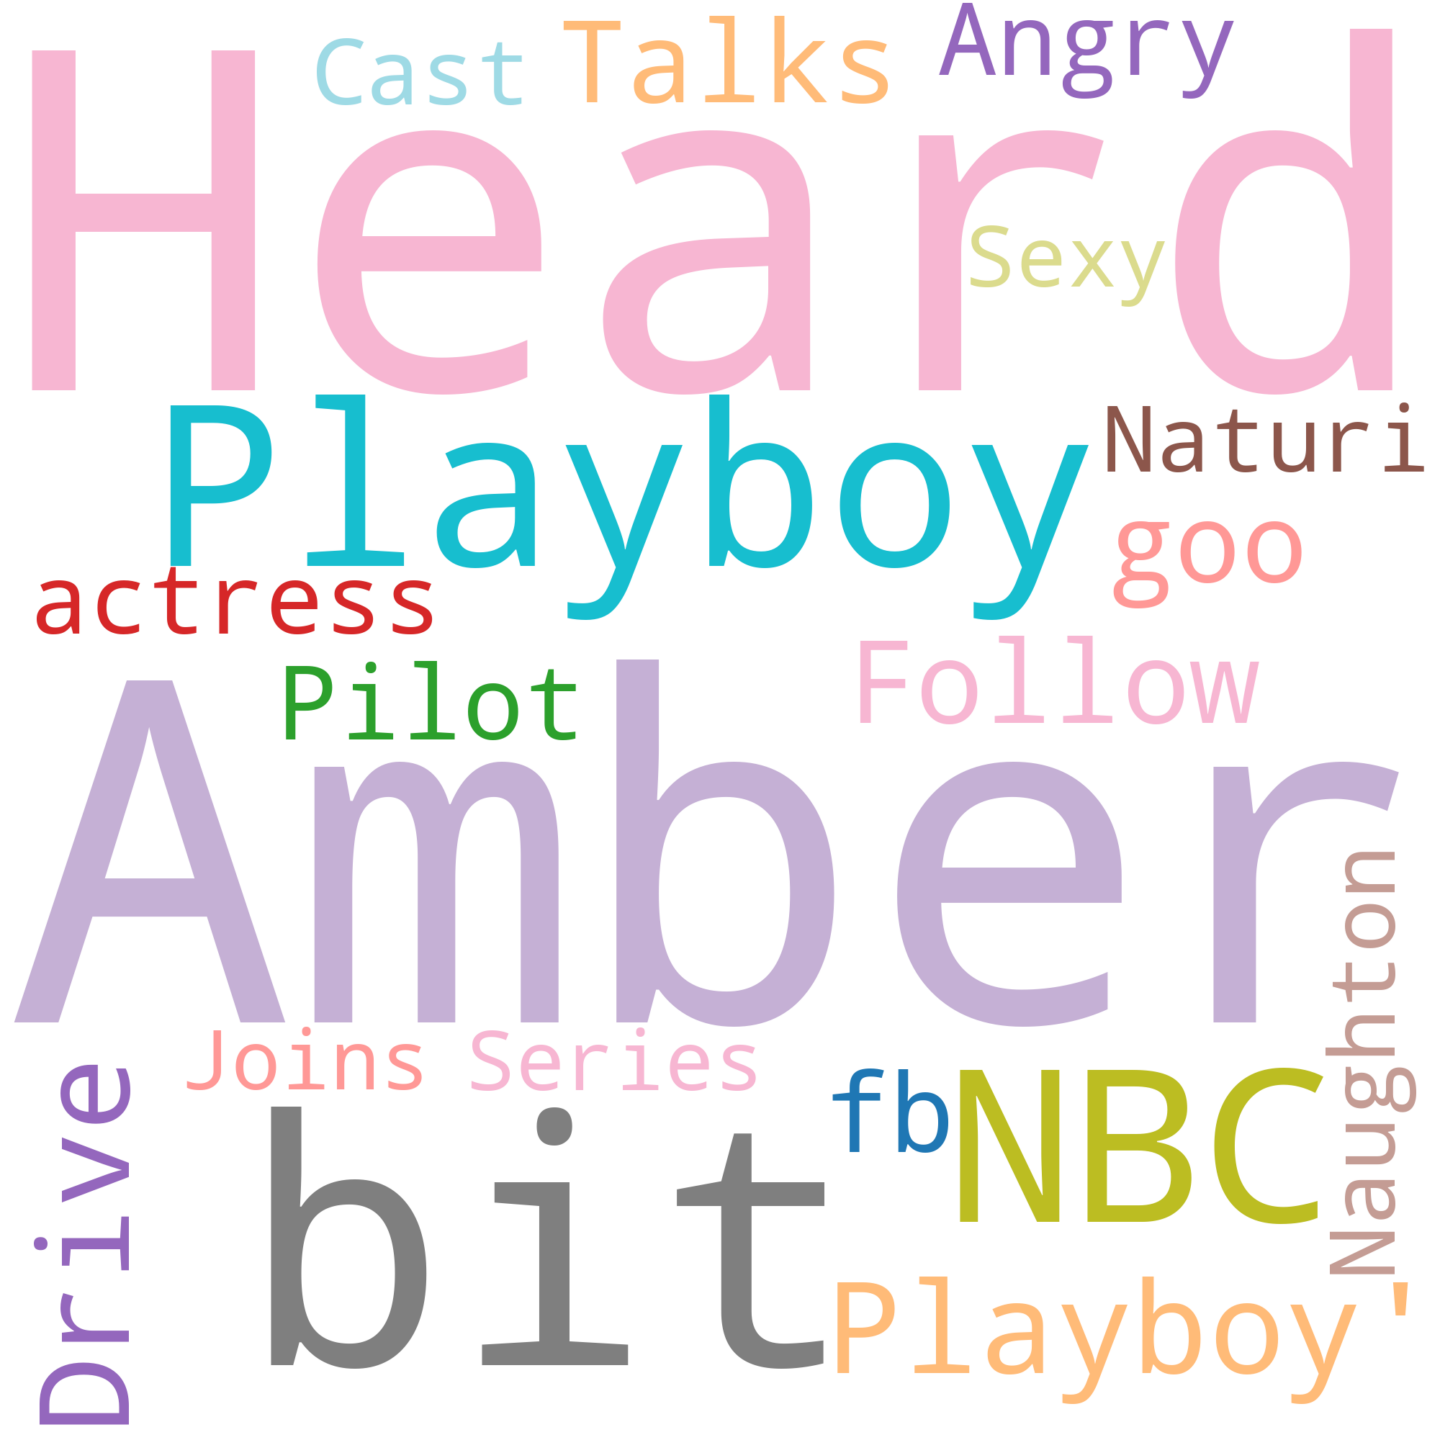 Cast Talks Angry
Heard
Sexy
Playboy Naturi
goo
actress
Pilot Follow
Amber
Naughton
Joins Series
Drive
bit fb NBC
Playboy'